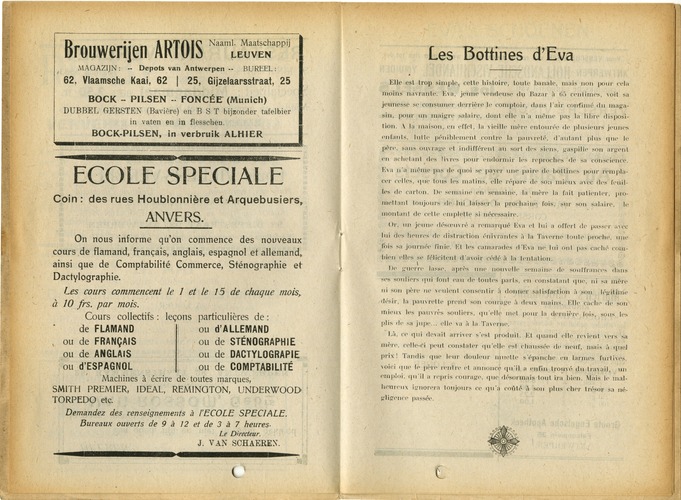 Brouwerijen ARTOIS Naaml. Maatschappij
LEUVEN
MAGAZIJN: -- Depots van Antwerpen -- BUREEL:
62, Vlaamsche Kaai, 62 | 25, Gijzelaarsstraat, 25
BOCK -- PILSEN -- FONCÉE (Munich)
DUBBEL GERSTEN (Bavière) en B S T bijzonder tafelbier
in vaten en in flesschen.
BOCK-PILSEN, in verbruik ALHIER
ECOLE SPECIALE
Coin : des rues Houblonnière et Arquebusiers,
ANVERS.
On nous informe qu'on commence des nouveaux
cours de flamand, français, anglais, espagnol et allemand,
ainsi que de Comptabilité Commerce, Sténographie et
Dactylographie.
Les cours commencent le 1 et le 15 de chaque mois,
à 10 frs. par mois.
Cours collectifs : leçons particulières de :
de FLAMAND | ou d'ALLEMAND
ou de FRANÇAIS | ou de STÉNOGRAPHIE
ou de ANGLAIS | ou de DACTYLOGRAPIE
ou d'ESPAGNOL | ou de COMPTABILITÉ
Machines à écrire de toutes marques,
SMITH PREMIER, IDEAL, REMINGTON, UNDERWOOD
TORPEDO etc.
Demandez des renseignements à l'ECOLE SPECIALE.
Bureaux ouverts de 9 à 12 et de 3 à 7 heures.
Le Directeur.
J. VAN SCHAEREN.
Les Bottines d'Eva
Elle est trop simple, cette histoire, toute banale, mais non pour cela
moins navrante. Eva, jeune vendeuse du Bazar à 65 centimes, voit sa
jeunesse se consumer derrière le comptoir, dans l'air confiné du maga-
sin, pour un maigre salaire, dont elle n'a même pas la libre disposi-
tion. A la maison, en effet, la vieille mère entourée de plusieurs jeunes
enfants, lutte péniblement contre la pauvreté, d'autant plus que le
père, sans ouvrage et indifférent au sort des siens, gaspille son argent
en achetant des livres pour endormir les reproches de sa conscience.
Eva n'a même pas de quoi se payer une paire de bottines pour rempla-
rer celles, que tous les matins, elle répare de son mieux avec des feuil-
les de carton. De semaine en semaine, la mère la fait patienter, pro-
mettant toujours de lui laisser la prochaine fois, sur son salaire, le
montant de cette emplette si nécessaire.
Or, un jeune désœuvré a remarqué Eva et lui a offert de passer avec
lui des heures de distraction énivrantes à la Taverne toute proche, une
fois sa journée finie. Et les camarades d'Eva ne lui ont pas caché com-
bien elles se féliciteraient d'avoir cédé à la tentation.
De guerre lasse, après une nouvelle semaine de souffrances dans
ses souliers qui font eau de toutes parts, en constatant que, ni sa mère
ni son père ne veulent consentir à donner satisfaction à son légitime
désir, la pauvrette prend son courage à deux mains. Elle cache de son
mieux les pauvres souliers, qu'elle met pour la dernière fois, sous les
plis de sa jupe... elle va à la Taverne.
Là, ce qui devait arriver s'est produit. Et quand elle revient vers sa
mère, celle-ci peut constater qu'elle est chaussée de neuf, mais à quel
prix! Tandis que leur douleur muette s'épanche en larmes furtives,
voici que le père rentre et annonce qu'il a enfin trouvé du travail, un
emploi, qu'il a repris courage, que désormais tout ira bien. Mais le mal-
heureux ignorera toujours ce qu'a coûté à son plus cher trésor sa né-
gligence passée.